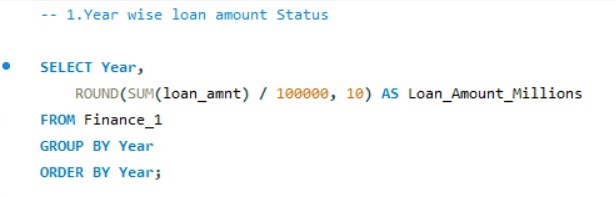 -- 1.Year wise loan amount Status
SELECT Year,
ROUND(SUM(loan_amnt) / 100000, 10) AS Loan_Amount_Millions
FROM Finance_1
GROUP BY Year
ORDER BY Year;